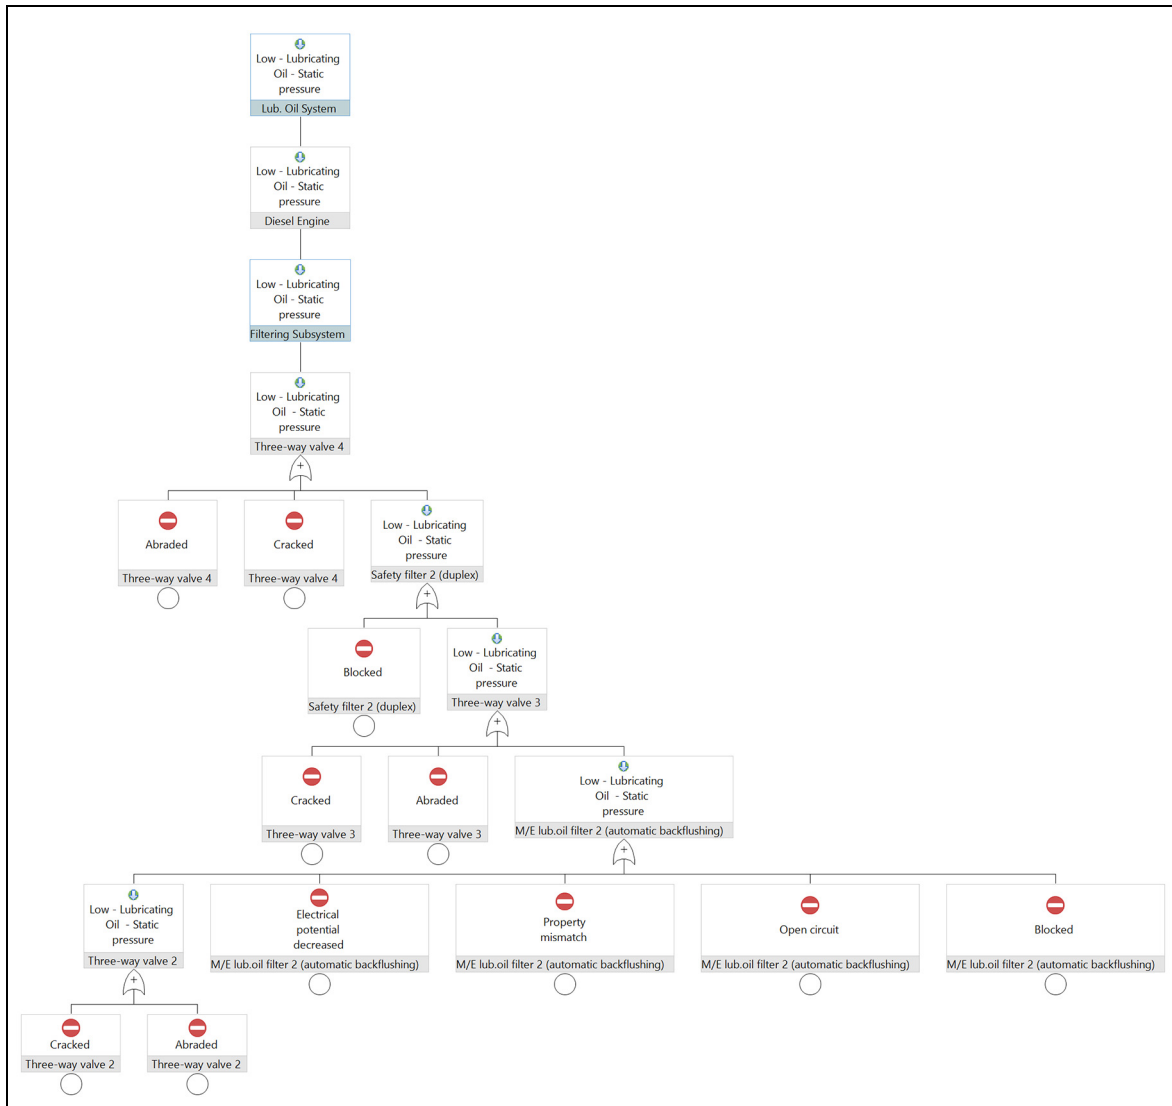 Low - Lubricating
Oil - Static
pressure
Lub. Oil System
Low - Lubricating
Oil - Static
pressure
Diesel Engine
Low - Lubricating
Oil - Static
pressure
Filtering Subsystem
Low - Lubricating
Oil - Static
pressure
Three-way valve 4
+
Abraded
Three-way valve 4
Cracked
Three-way valve 4
Low - Lubricating
Oil - Static
pressure
Safety filter 2 (duplex)
+
Blocked
Safety filter 2 (duplex)
Low - Lubricating
Oil - Static
pressure
Three-way valve 3
+
Cracked
Three-way valve 3
Abraded
Three-way valve 3
Low - Lubricating
Oil - Static
pressure
M/E lub.oil filter 2 (automatic backflushing)
+
Low - Lubricating
Oil - Static
pressure
Three-way valve 2
+
Electrical
potential
decreased
M/E lub.oil filter 2 (automatic backflushing)
Property
mismatch
M/E lub.oil filter 2 (automatic backflushing)
Open circuit
M/E lub.oil filter 2 (automatic backflushing)
Blocked
M/E lub.oil filter 2 (automatic backflushing)
Cracked
Three-way valve 2
Abraded
Three-way valve 2